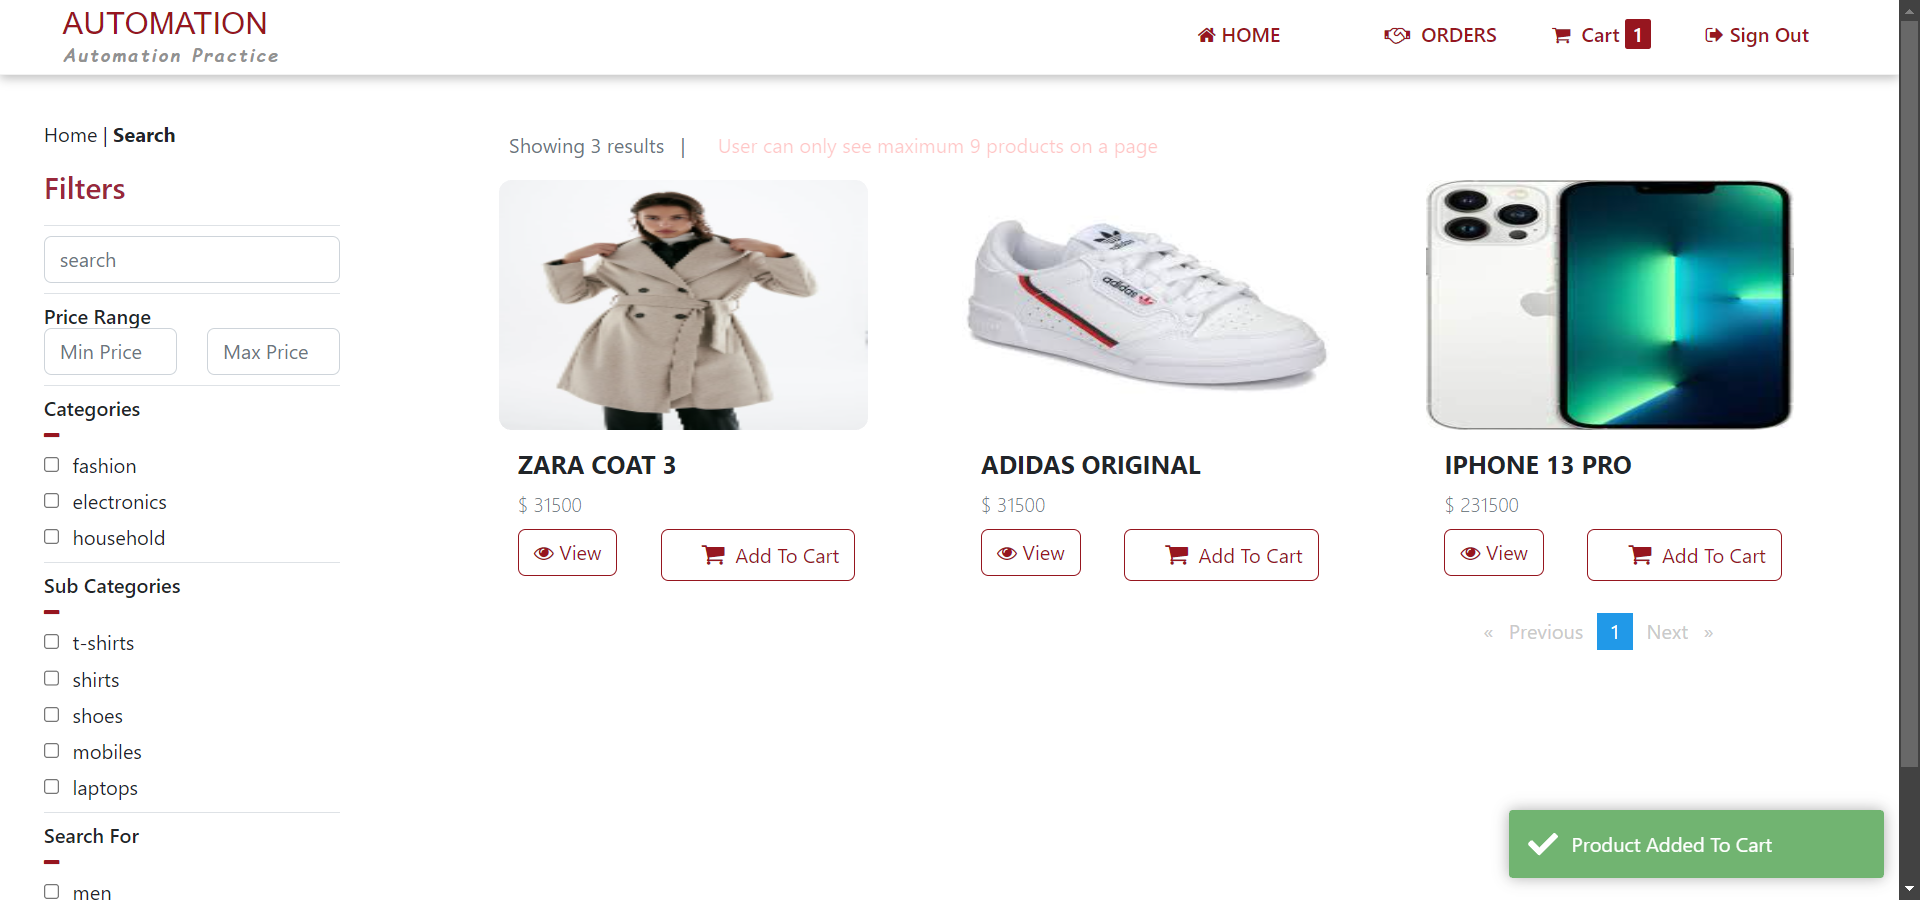 AUTOMATION
Automation Practice
HOME
ORDERS
Cart 1
Sign Out
Home | Search
Filters
search
Price Range
Min Price
Max Price
Categories
fashion
electronics
household
Sub Categories
t-shirts
shirts
shoes
mobiles
laptops
Search For
men
Showing 3 results |
User can only see maximum 9 products on a page
adidas
adidas
ZARA COAT 3
$ 31500
View
Add To Cart
ADIDAS ORIGINAL
$ 31500
View
Add To Cart
IPHONE 13 PRO
$ 231500
View
Add To Cart
« Previous 1 Next »
Product Added To Cart